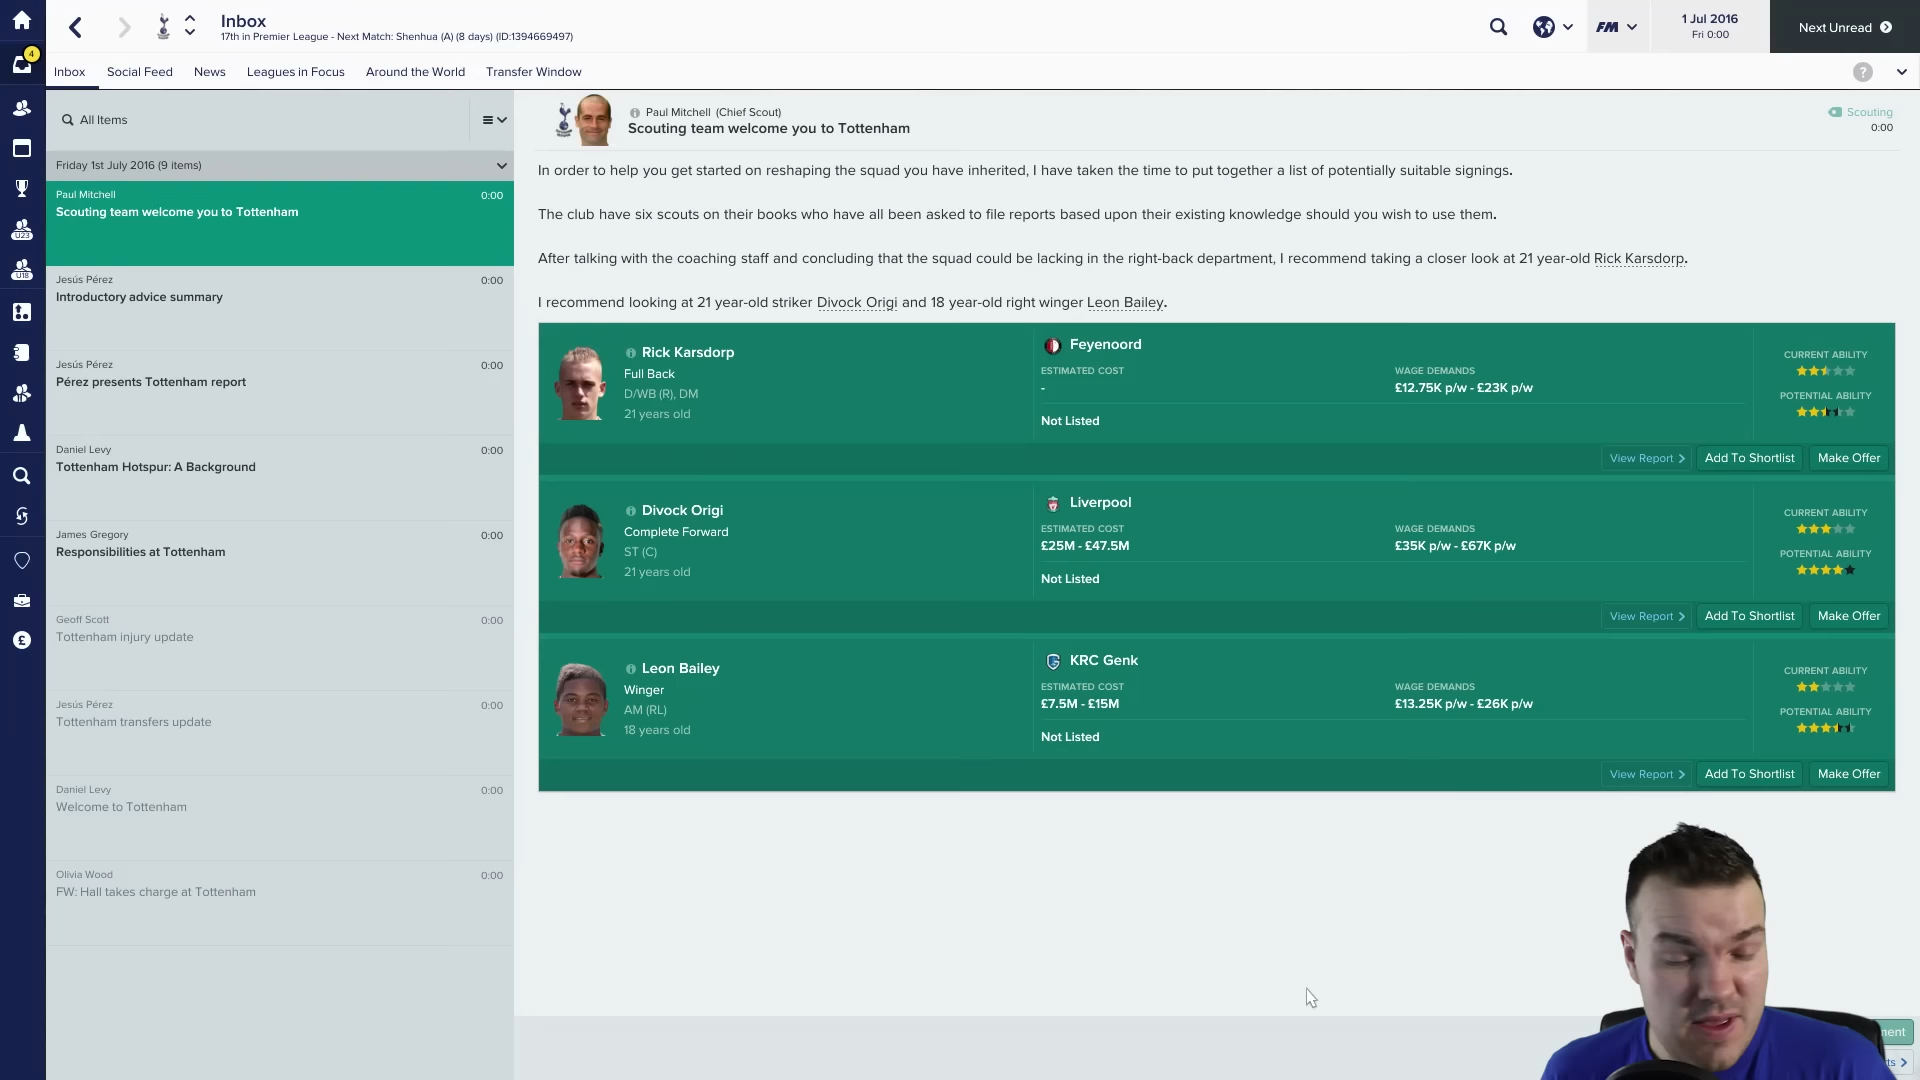 Inbox
17th in Premier League - Next Match: Shenhua (A) (8 days) (ID:1394669497)
FM
1 Jul 2016
Fri 0:00
Next Unread
4
Inbox
Social Feed
News
Leagues in Focus
Around the World
Transfer Window
?
All Items
Friday 1st July 2016 (9 items)
Paul Mitchell
0:00
Scouting team welcome you to Tottenham
Jesús Pérez
0:00
Introductory advice summary
Jesús Pérez
0:00
Pérez presents Tottenham report
Daniel Levy
0:00
Tottenham Hotspur: A Background
James Gregory
0:00
Responsibilities at Tottenham
Geoff Scott
0:00
Tottenham injury update
Jesús Pérez
0:00
Tottenham transfers update
Daniel Levy
0:00
Welcome to Tottenham
Olivia Wood
0:00
FW: Hall takes charge at Tottenham
U23
U18
£
Paul Mitchell (Chief Scout)
Scouting team welcome you to Tottenham
Scouting
0:00
In order to help you get started on reshaping the squad you have inherited, I have taken the time to put together a list of potentially suitable signings.
The club have six scouts on their books who have all been asked to file reports based upon their existing knowledge should you wish to use them.
After talking with the coaching staff and concluding that the squad could be lacking in the right-back department, I recommend taking a closer look at 21 year-old Rick Karsdorp.
I recommend looking at 21 year-old striker Divock Origi and 18 year-old right winger Leon Bailey.
Rick Karsdorp
Full Back
D/WB (R), DM
21 years old
Feyenoord
ESTIMATED COST
-
WAGE DEMANDS
£12.75K p/w - £23K p/w
Not Listed
CURRENT ABILITY
POTENTIAL ABILITY
View Report
Add To Shortlist
Make Offer
Divock Origi
Complete Forward
ST (C)
21 years old
Liverpool
ESTIMATED COST
£25M - £47.5M
WAGE DEMANDS
£35K p/w - £67K p/w
Not Listed
CURRENT ABILITY
POTENTIAL ABILITY
View Report
Add To Shortlist
Make Offer
Leon Bailey
Winger
AM (RL)
18 years old
KRC Genk
ESTIMATED COST
£7.5M - £15M
WAGE DEMANDS
£13.25K p/w - £26K p/w
Not Listed
CURRENT ABILITY
POTENTIAL ABILITY
View Report
Add To Shortlist
Make Offer